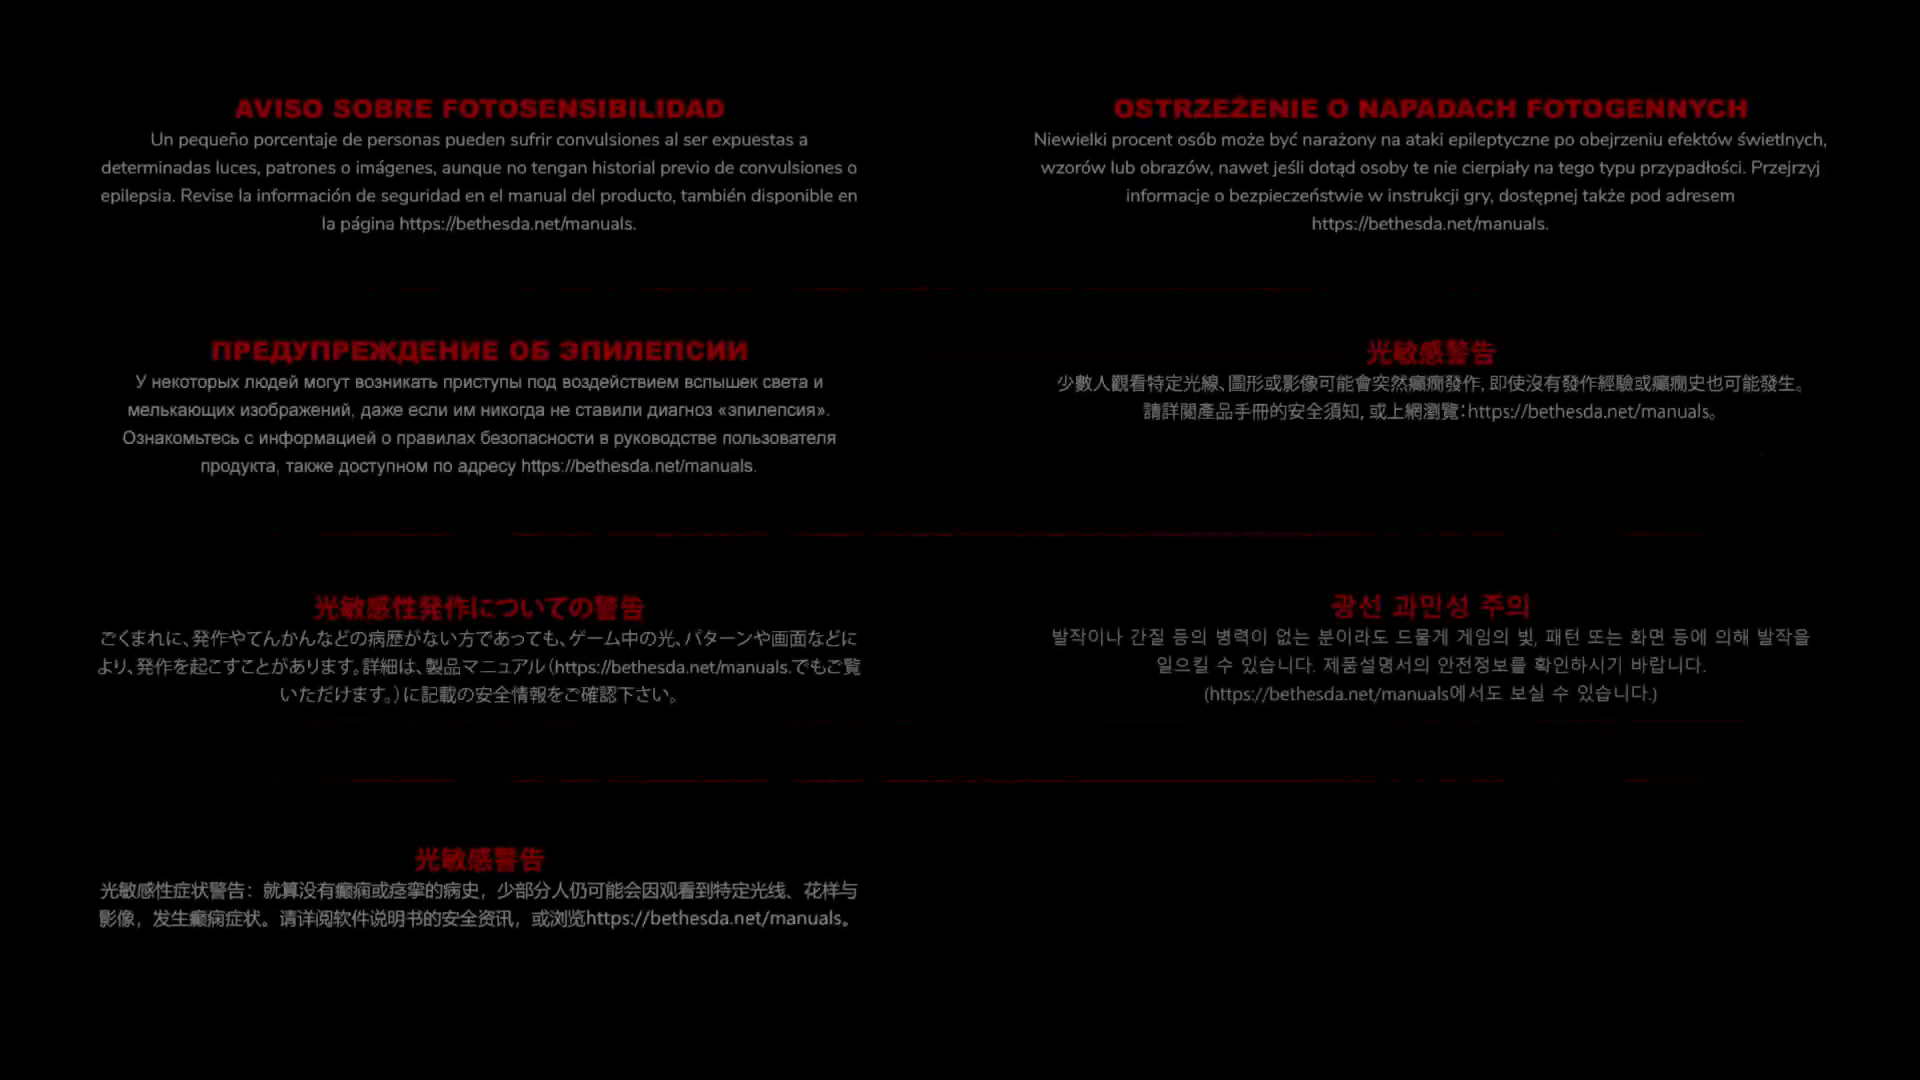 AVISO SOBRE FOTOSENSIBILIDAD
Un pequeño porcentaje de personas pueden sufrir convulsiones al ser expuestas a
determinadas luces, patrones o imágenes, aunque no tengan historial previo de convulsiones o
epilepsia. Revise la información de seguridad en el manual del producto, también disponible en
la página https://bethesda.net/manuals.
OSTRZEŻENIE O NAPADACH FOTOGENNYCH
Niewielki procent osób może być narażony na ataki epileptyczne po obejrzeniu efektów świetlnych,
wzorów lub obrazów, nawet jeśli dotąd osoby te nie cierpiały na tego typu przypadłości. Przejrzyj
informacje o bezpieczeństwie w instrukcji gry, dostępnej także pod adresem
https://bethesda.net/manuals.
ПРЕДУПРЕЖДЕНИЕ ОБ ЭПИЛЕПСИИ
У некоторых людей могут возникать приступы под воздействием вспышек света и
мелькающих изображений, даже если им никогда не ставили диагноз «эпилепсия».
Ознакомьтесь с информацией о правилах безопасности в руководстве пользователя
продукта, также доступном по адресу https://bethesda.net/manuals.
光敏感警告
少數人觀看特定光線、圖形或影像可能會突然癲癇發作, 即使沒有發作經驗或癲癇史也可能發生。
請詳閱產品手冊的安全須知, 或上網瀏覽:https://bethesda.net/manuals。
光敏感性発作についての警告
ごくまれに、発作やてんかんなどの病歴がない方であっても、ゲーム中の光、パターンや画面などに
より、発作を起こすことがあります。詳細は、製品マニュアル（https://bethesda.net/manuals.でもご覧
いただけます。）に記載の安全情報をご確認下さい。
광선 과민성 주의
발작이나 간질 등의 병력이 없는 분이라도 드물게 게임의 빛, 패턴 또는 화면 등에 의해 발작을
일으킬 수 있습니다. 제품설명서의 안전정보를 확인하시기 바랍니다.
(https://bethesda.net/manuals에서도 보실 수 있습니다.)
光敏感警告
光敏感性症状警告：就算没有癫痫或痉挛的病史，少部分人仍可能会因观看到特定光线、花样与
影像，发生癫痫症状。请详阅软件说明书的安全资讯，或浏览https://bethesda.net/manuals。